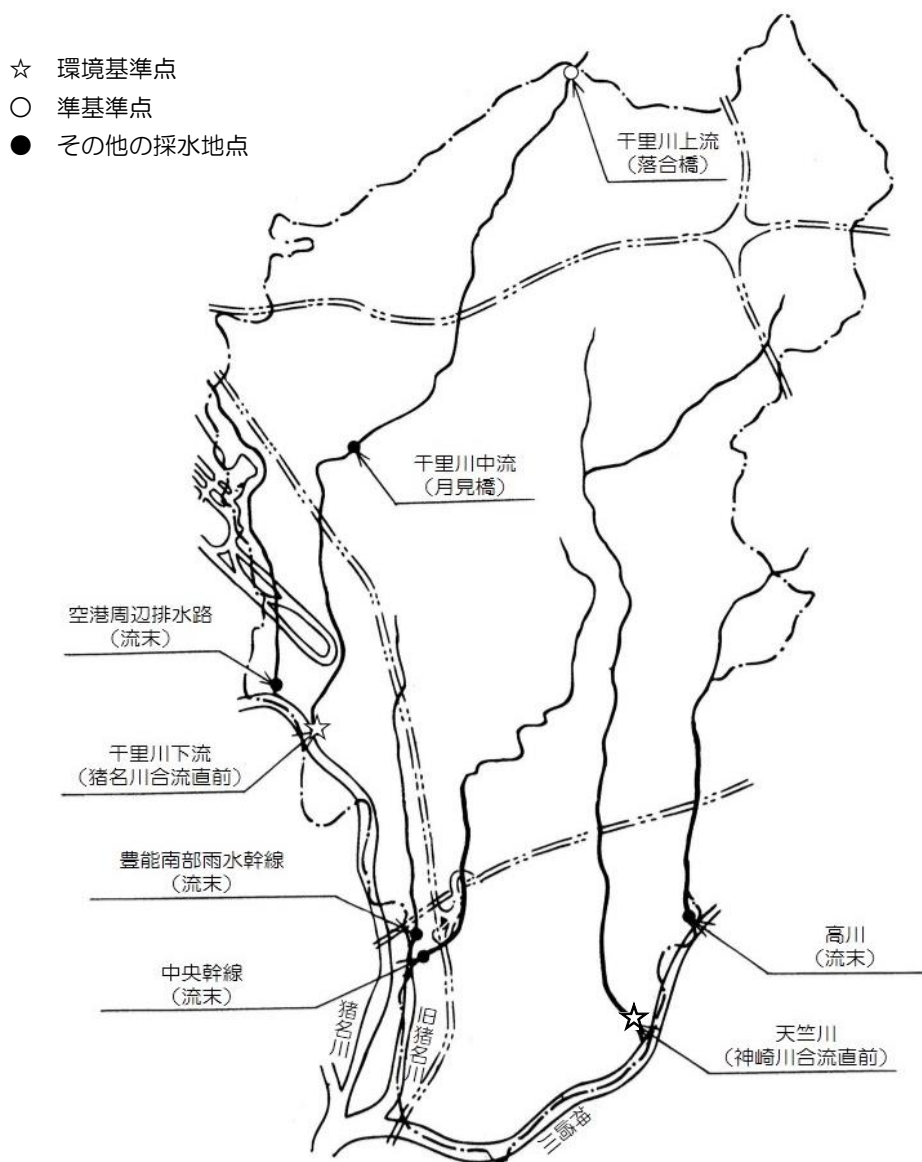 ☆ 環境基準点
○ 準基準点
● その他の採水地点
千里川上流
(落合橋)
千里川中流
(月見橋)
空港周辺排水路
(流末)
千里川下流
(猪名川合流直前)
豊能南部雨水幹線
(流末)
中央幹線
(流末)
高川
(流末)
天竺川
(神崎川合流直前)
猪名川
旧猪名川
神崎川